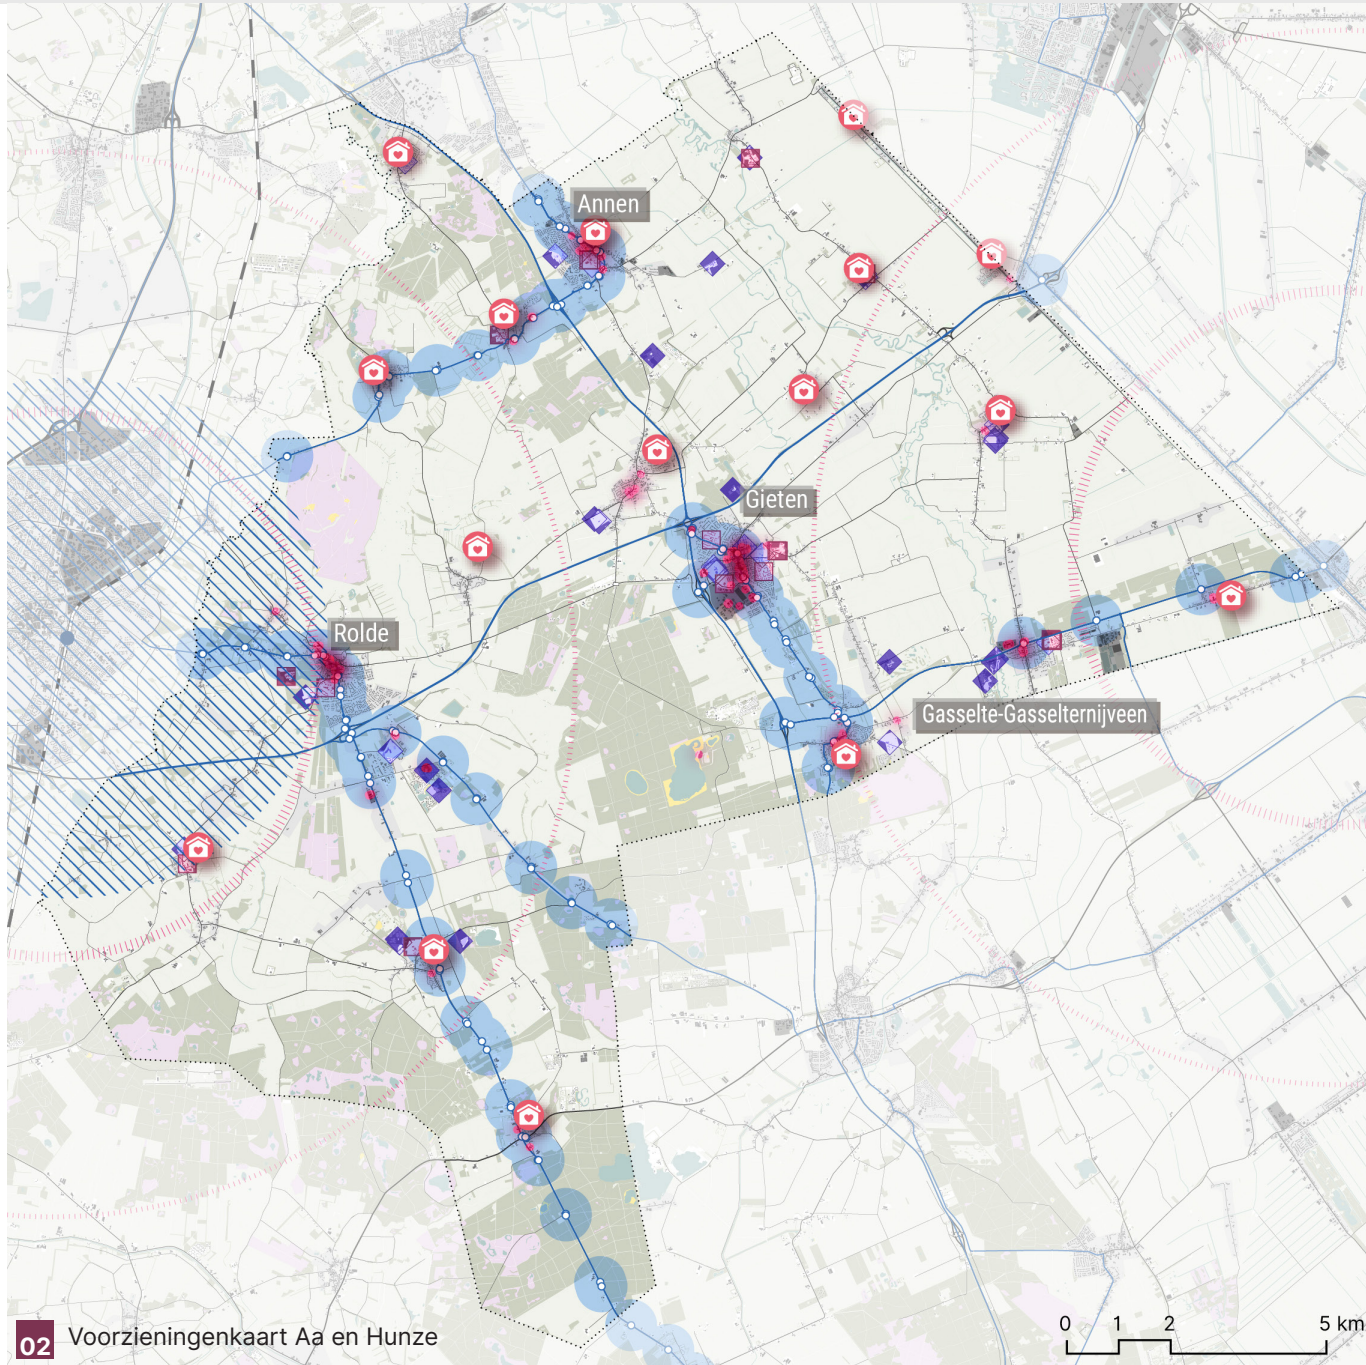 Annen
Gieten
Rolde
Gasselte-Gasselternijveen
0 1 2 5 km
02 Voorzieningenkaart Aa en Hunze